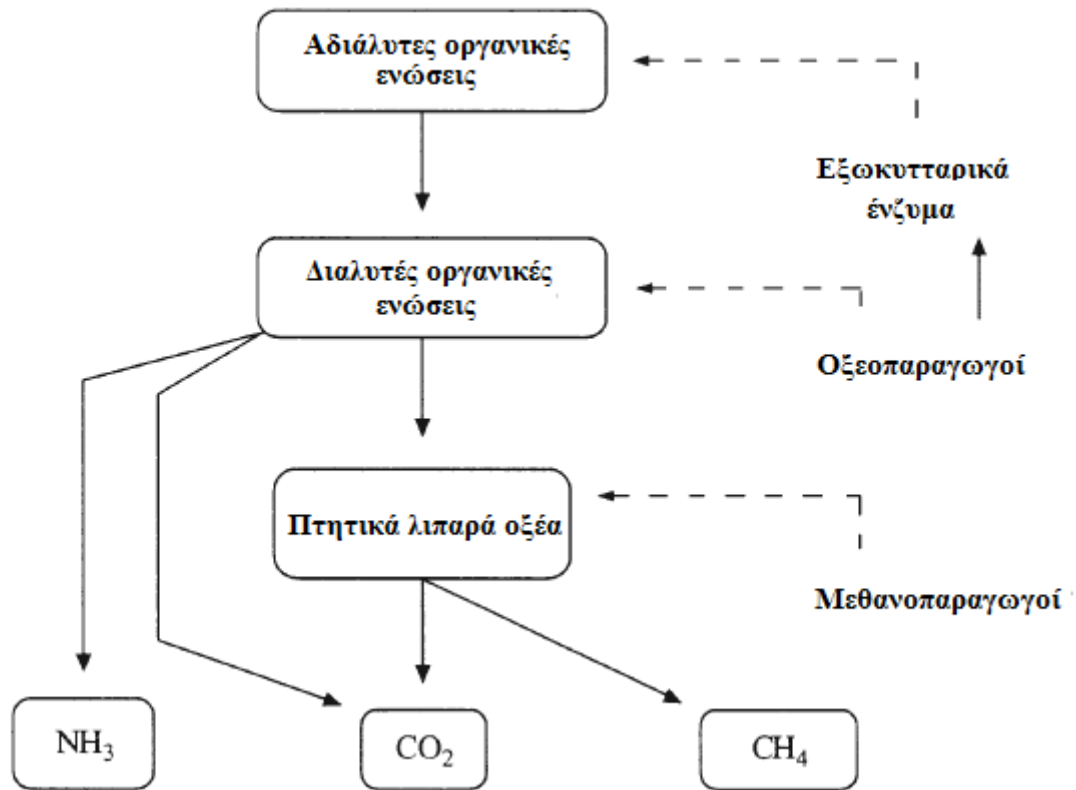 Αδιάλυτες οργανικές
ενώσεις
Εξωκυτταρικά
ένζυμα
Διαλυτές οργανικές
ενώσεις
Οξεοπαραγωγοί
Πτητικά λιπαρά οξέα
Μεθανοπαραγωγοί
NH₃
CO₂
CH₄